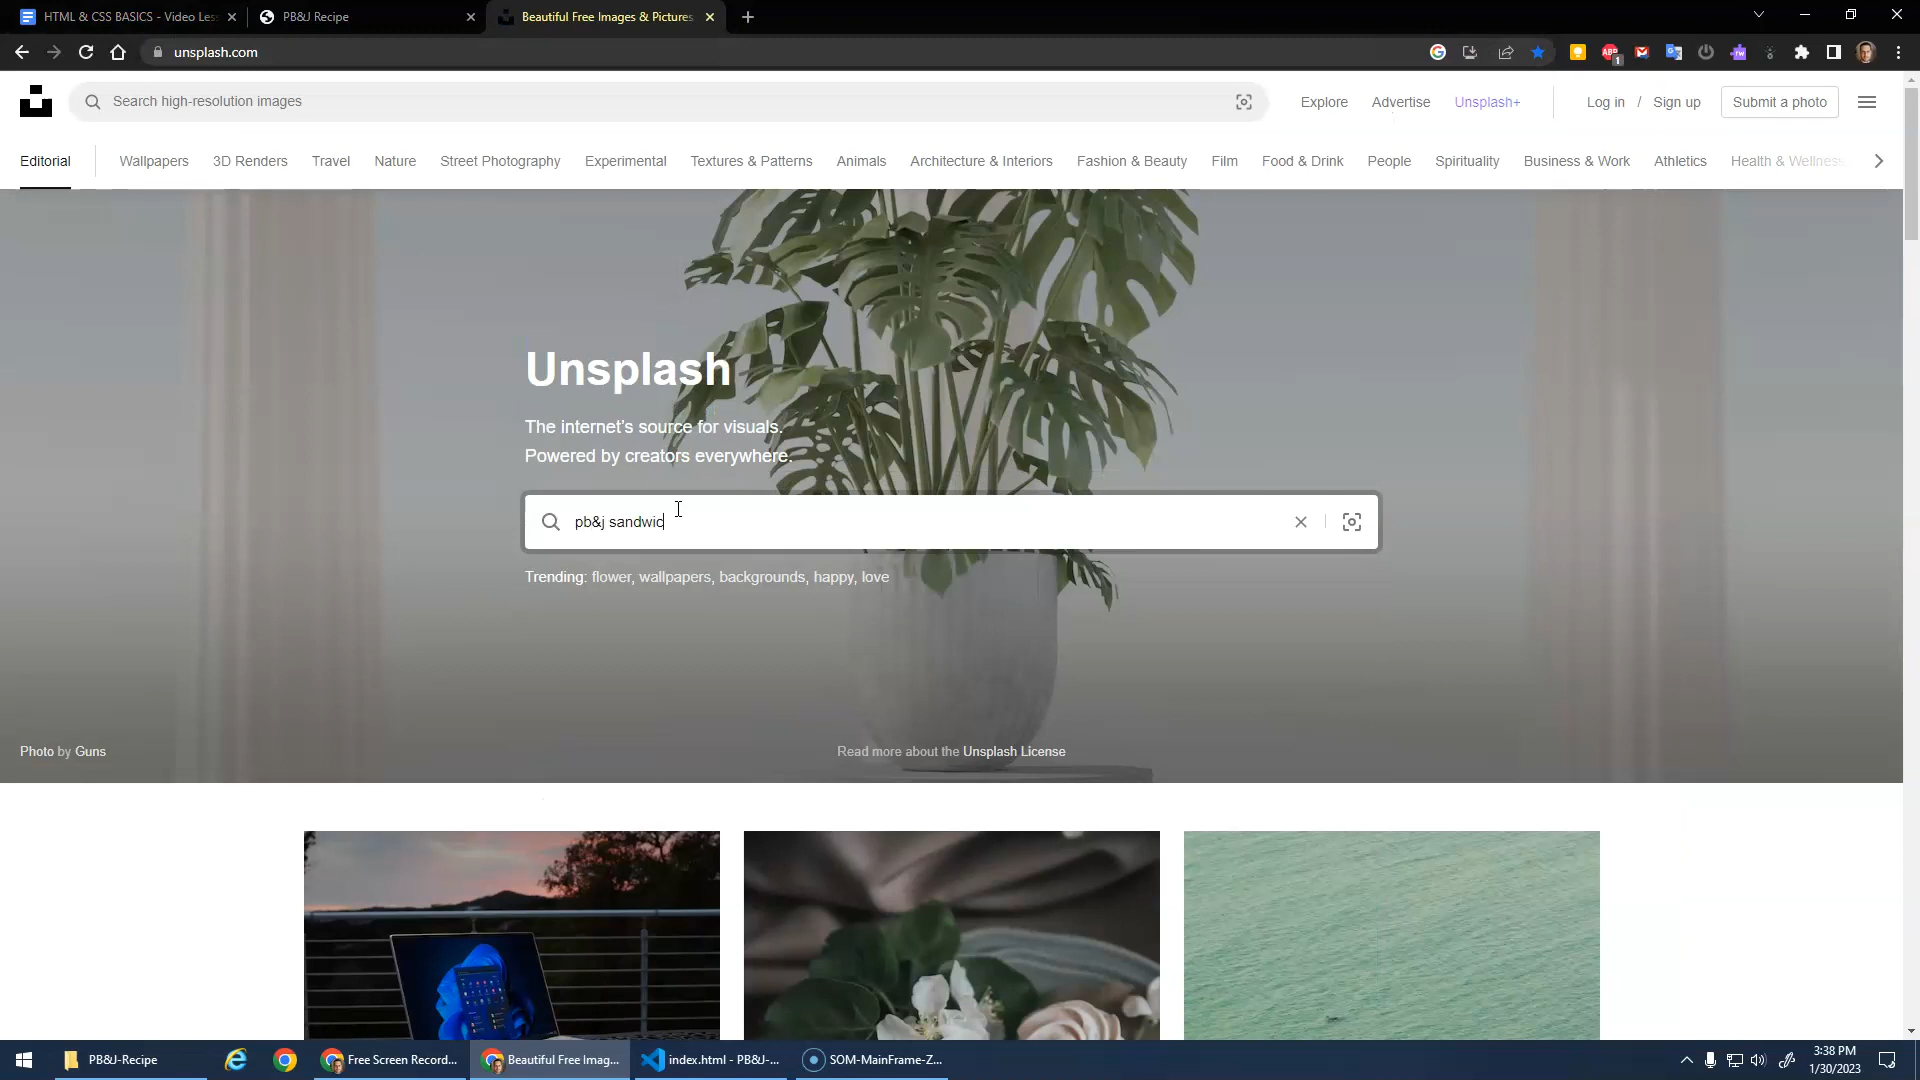 HTML & CSS BASICS - Video Les
PB&J Recipe
Beautiful Free Images & Pictures
unsplash.com
ABP
1
Search high-resolution images
Explore
Advertise
Unsplash+
Log in / Sign up
Submit a photo
Editorial
Wallpapers
3D Renders
Travel
Nature
Street Photography
Experimental
Textures & Patterns
Animals
Architecture & Interiors
Fashion & Beauty
Film
Food & Drink
People
Spirituality
Business & Work
Athletics
Health & Wellness
Unsplash
The internet's source for visuals.
Powered by creators everywhere.
pb&j sandwic
Trending: flower, wallpapers, backgrounds, happy, love
Photo by Guns
Read more about the Unsplash License
PB&J-Recipe
Free Screen Record...
Beautiful Free Imag...
index.html - PB&J-...
SOM-MainFrame-Z...
3:38 PM
1/30/2023